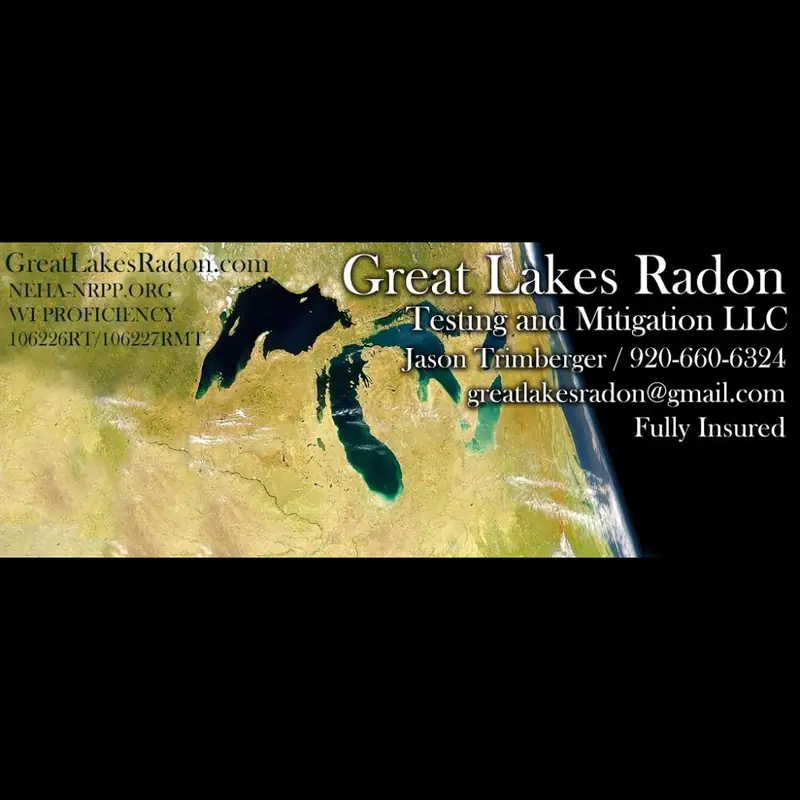 GreatLakesRadon.com
NEHA-NRPP.ORG
WI PROFICIENCY
106226RT/106227RMT
Great Lakes Radon
Testing and Mitigation LLC
Jason Trimberger / 920-660-6324
greatlakesradon@gmail.com
Fully Insured